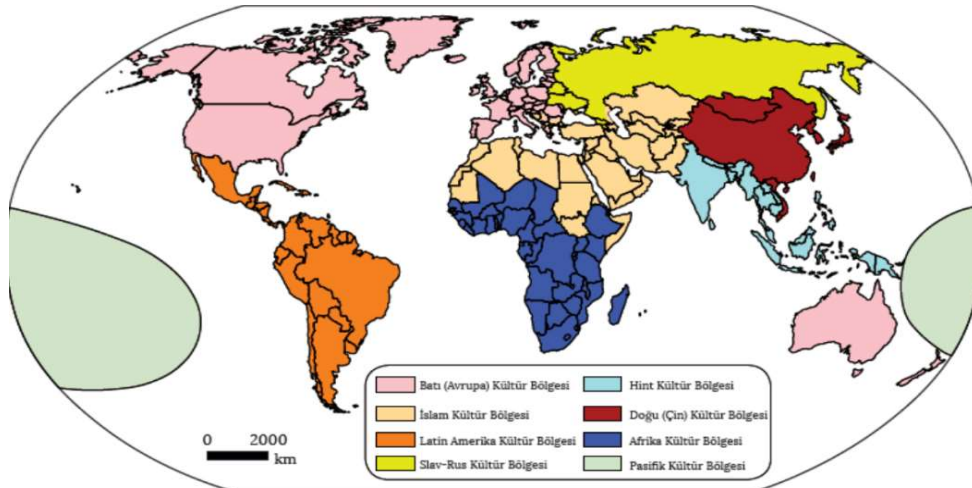 Batı (Avrupa) Kültür Bölgesi
İslam Kültür Bölgesi
Latin Amerika Kültür Bölgesi
Slav-Rus Kültür Bölgesi
Hint Kültür Bölgesi
Doğu (Çin) Kültür Bölgesi
Afrika Kültür Bölgesi
Pasifik Kültür Bölgesi
0 2000
km